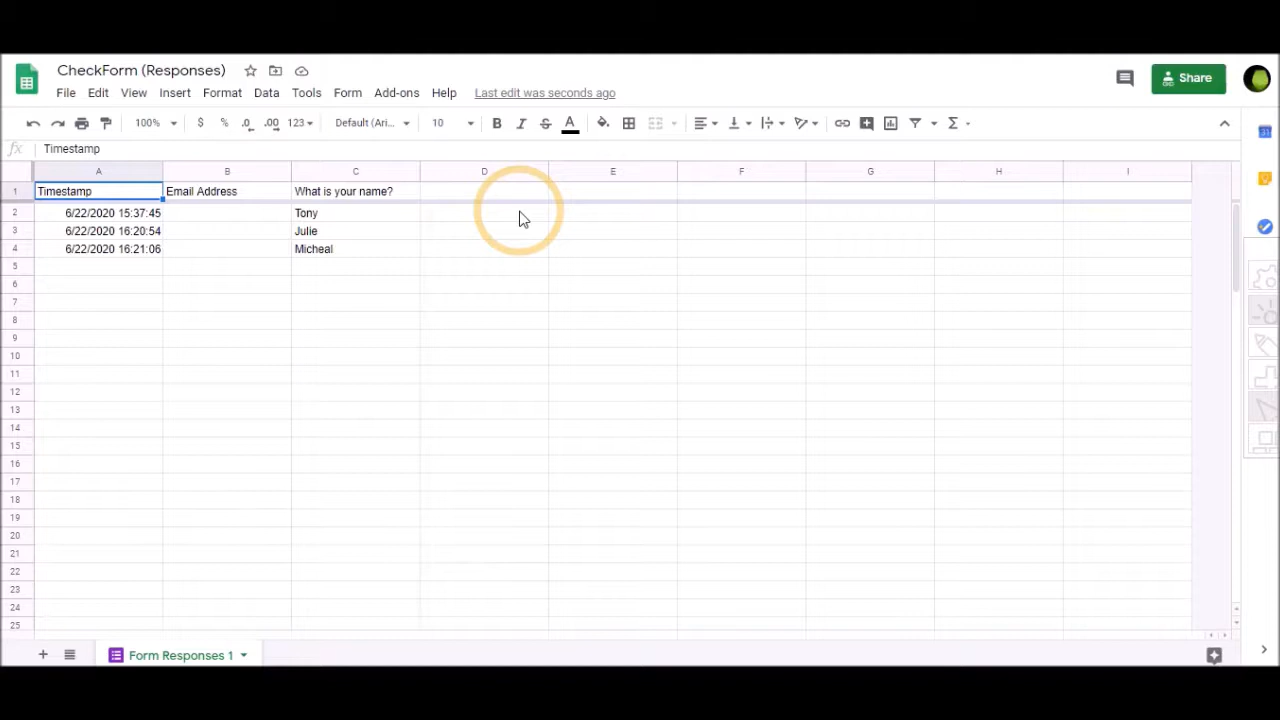 CheckForm (Responses)
File Edit View Insert Format Data Tools Form Add-ons Help Last edit was seconds ago
Share
100% $ % .0 .00 123 Default (Ari... 10 B I S A Σ
fx Timestamp
A B C D E F G H I
1 Timestamp Email Address What is your name?
2 6/22/2020 15:37:45 Tony
3 6/22/2020 16:20:54 Julie
4 6/22/2020 16:21:06 Micheal
5
6
7
8
9
10
11
12
13
14
15
16
17
18
19
20
21
22
23
24
25
Form Responses 1